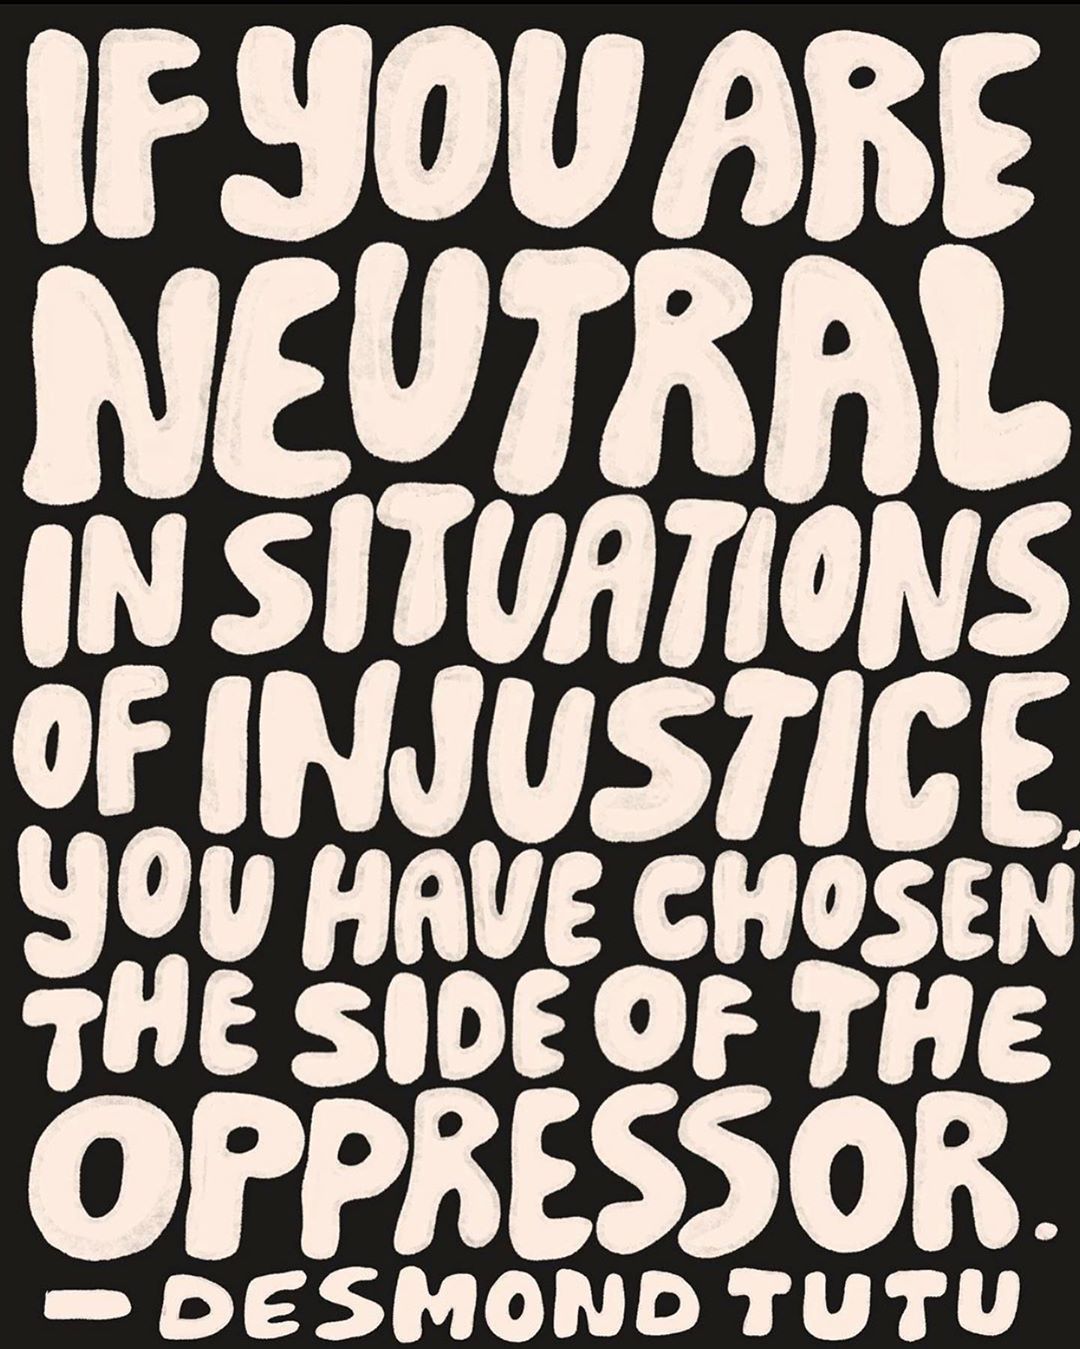 IF YOU ARE
NEUTRAL
IN SITUATIONS
OF INJUSTICE,
YOU HAVE CHOSEN
THE SIDE OF THE
OPPRESSOR.
— DESMOND TUTU